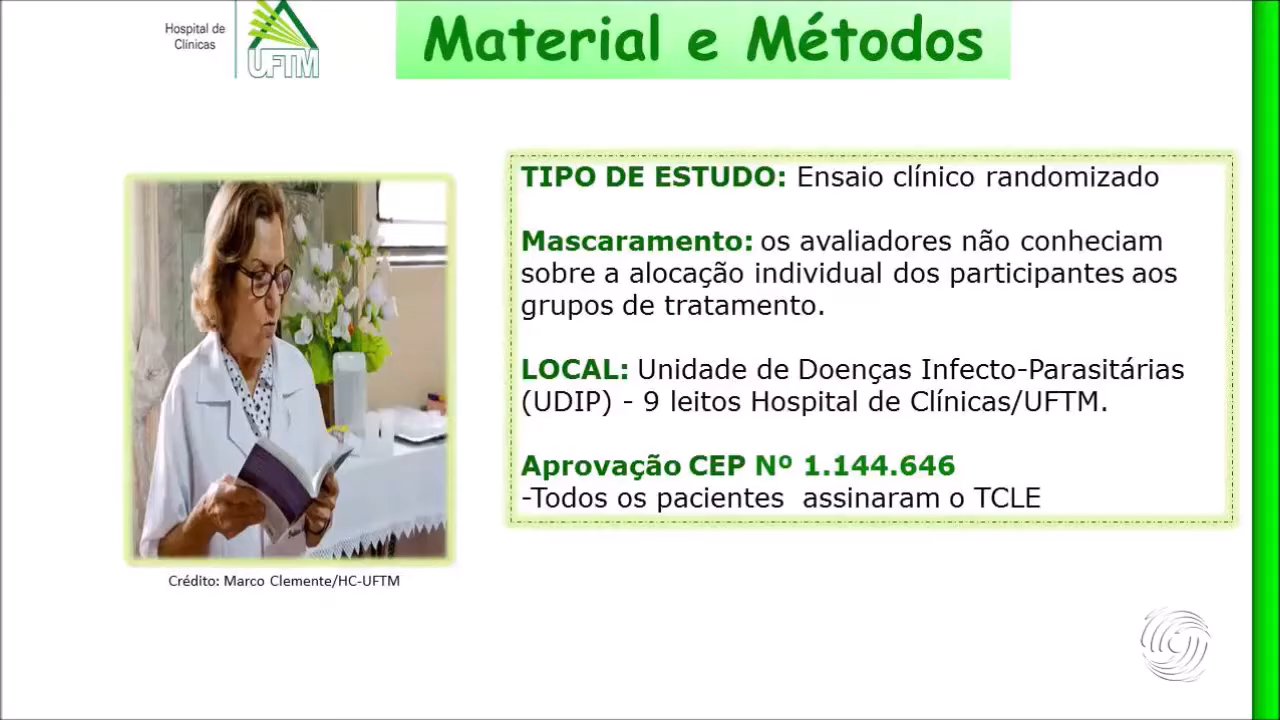 Hospital de
Clínicas
UFTM
Material e Métodos
TIPO DE ESTUDO: Ensaio clínico randomizado
Mascaramento: os avaliadores não conheciam
sobre a alocação individual dos participantes aos
grupos de tratamento.
LOCAL: Unidade de Doenças Infecto-Parasitárias
(UDIP) - 9 leitos Hospital de Clínicas/UFTM.
Aprovação CEP Nº 1.144.646
-Todos os pacientes  assinaram o TCLE
Crédito: Marco Clemente/HC-UFTM